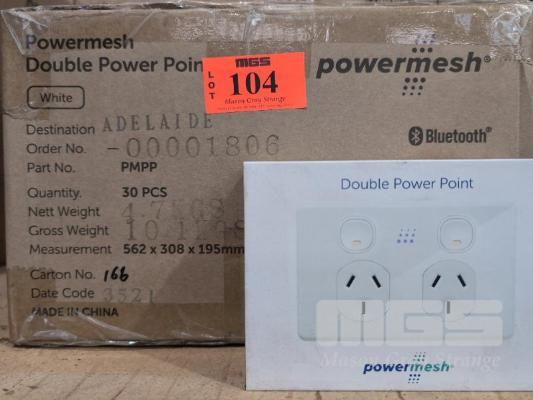 Powermesh
Double Power Poin
White
MGS
LOT
104
Mason Gray Strange
powermesh®
Destination ADELAIDE
Order No. -00001806
Part No. PMPP
Bluetooth®
Quantity. 30 PCS
Nett Weight
Gross Weight
Measurement 562 x 308 x 195mm
Carton No. 166
Date Code 3521
MADE IN CHINA
Double Power Point
MGS
Mason Gray Strange
powermesh®